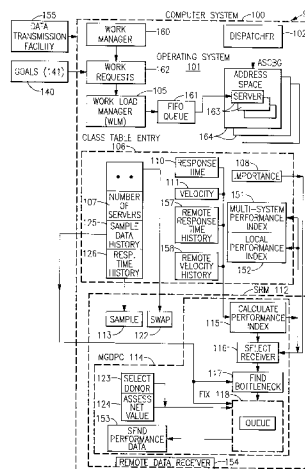 COMPUTER SYSTEM 100
155
DATA
TRANSMISSION
FACILITY
WORK
MANAGER
160
DISPATCHER
102
OPERATING SYSTEM
101
GOALS (141)
140
WORK
REQUESTS
162
105
WORK LOAD
MANAGER
(WLM)
161
FIFO
QUEUE
ASCBG
ADDRESS
SPACE
SERVER
163
164
CLASS TABLE ENTRY
106
110
RESPONSE
TIME
108
IMPORTANCE
111
VELOCITY
107
NUMBER
OF
SERVERS
125
SAMPLE
DATA
HISTORY
126
RESP.
TIME
HISTORY
157
REMOTE
RESPONSE
TIME
HISTORY
158
REMOTE
VELOCITY
HISTORY
151
MULTI-SYSTEM
PERFORMANCE
INDEX
LOCAL
PERFORMANCE
INDEX
152
SRM 112
SAMPLE
113
SWAP
122
115
CALCULATE
PERFORMANCE
INDEX
116
SELECT
RECEIVER
MGDPC 114
117
FIND
BOTTLENECK
123
SELECT
DONOR
124
ASSESS
NET
VALUE
FIX 118
QUEUE
153
SEND
PERFORMANCE
DATA
REMOTE DATA RECEIVER 154